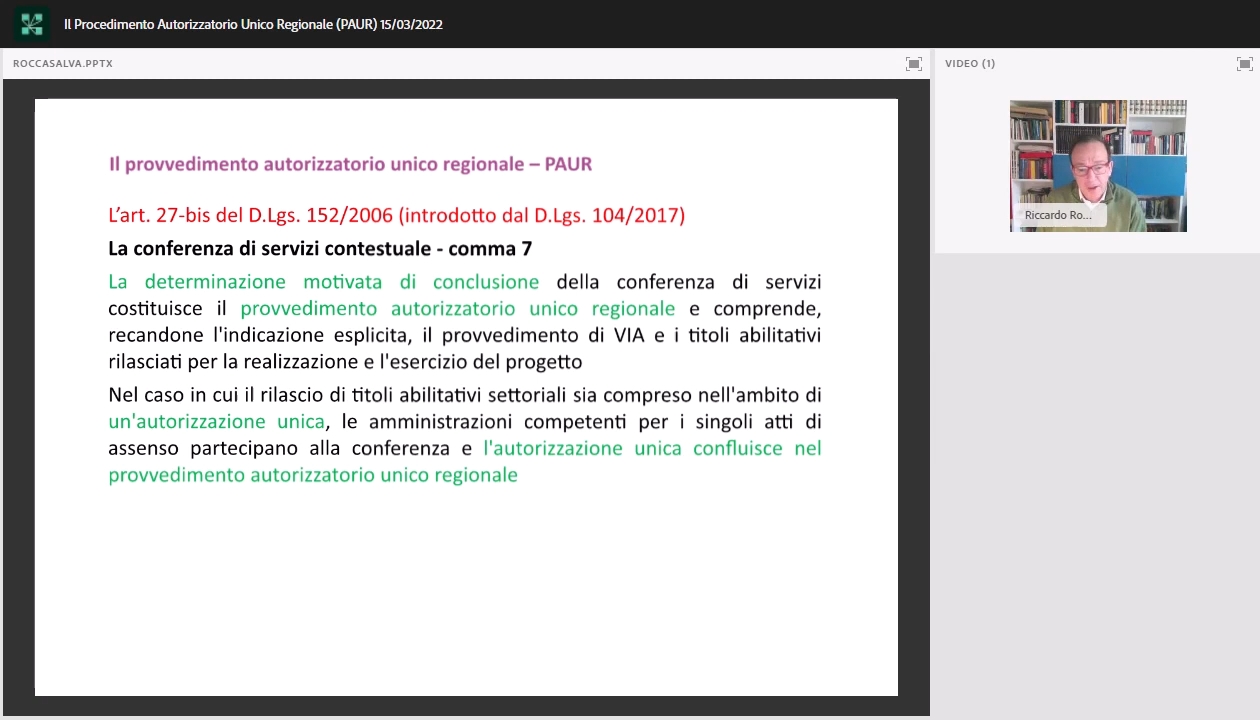 Il Procedimento Autorizzatorio Unico Regionale (PAUR) 15/03/2022
ROCCASALVA.PPTX
VIDEO (1)
Il provvedimento autorizzatorio unico regionale – PAUR
L’art. 27-bis del D.Lgs. 152/2006 (introdotto dal D.Lgs. 104/2017)
La conferenza di servizi contestuale - comma 7
La determinazione motivata di conclusione della conferenza di servizi
costituisce il provvedimento autorizzatorio unico regionale e comprende,
recandone l'indicazione esplicita, il provvedimento di VIA e i titoli abilitativi
rilasciati per la realizzazione e l'esercizio del progetto
Nel caso in cui il rilascio di titoli abilitativi settoriali sia compreso nell'ambito di
un'autorizzazione unica, le amministrazioni competenti per i singoli atti di
assenso partecipano alla conferenza e l'autorizzazione unica confluisce nel
provvedimento autorizzatorio unico regionale
Riccardo Ro...